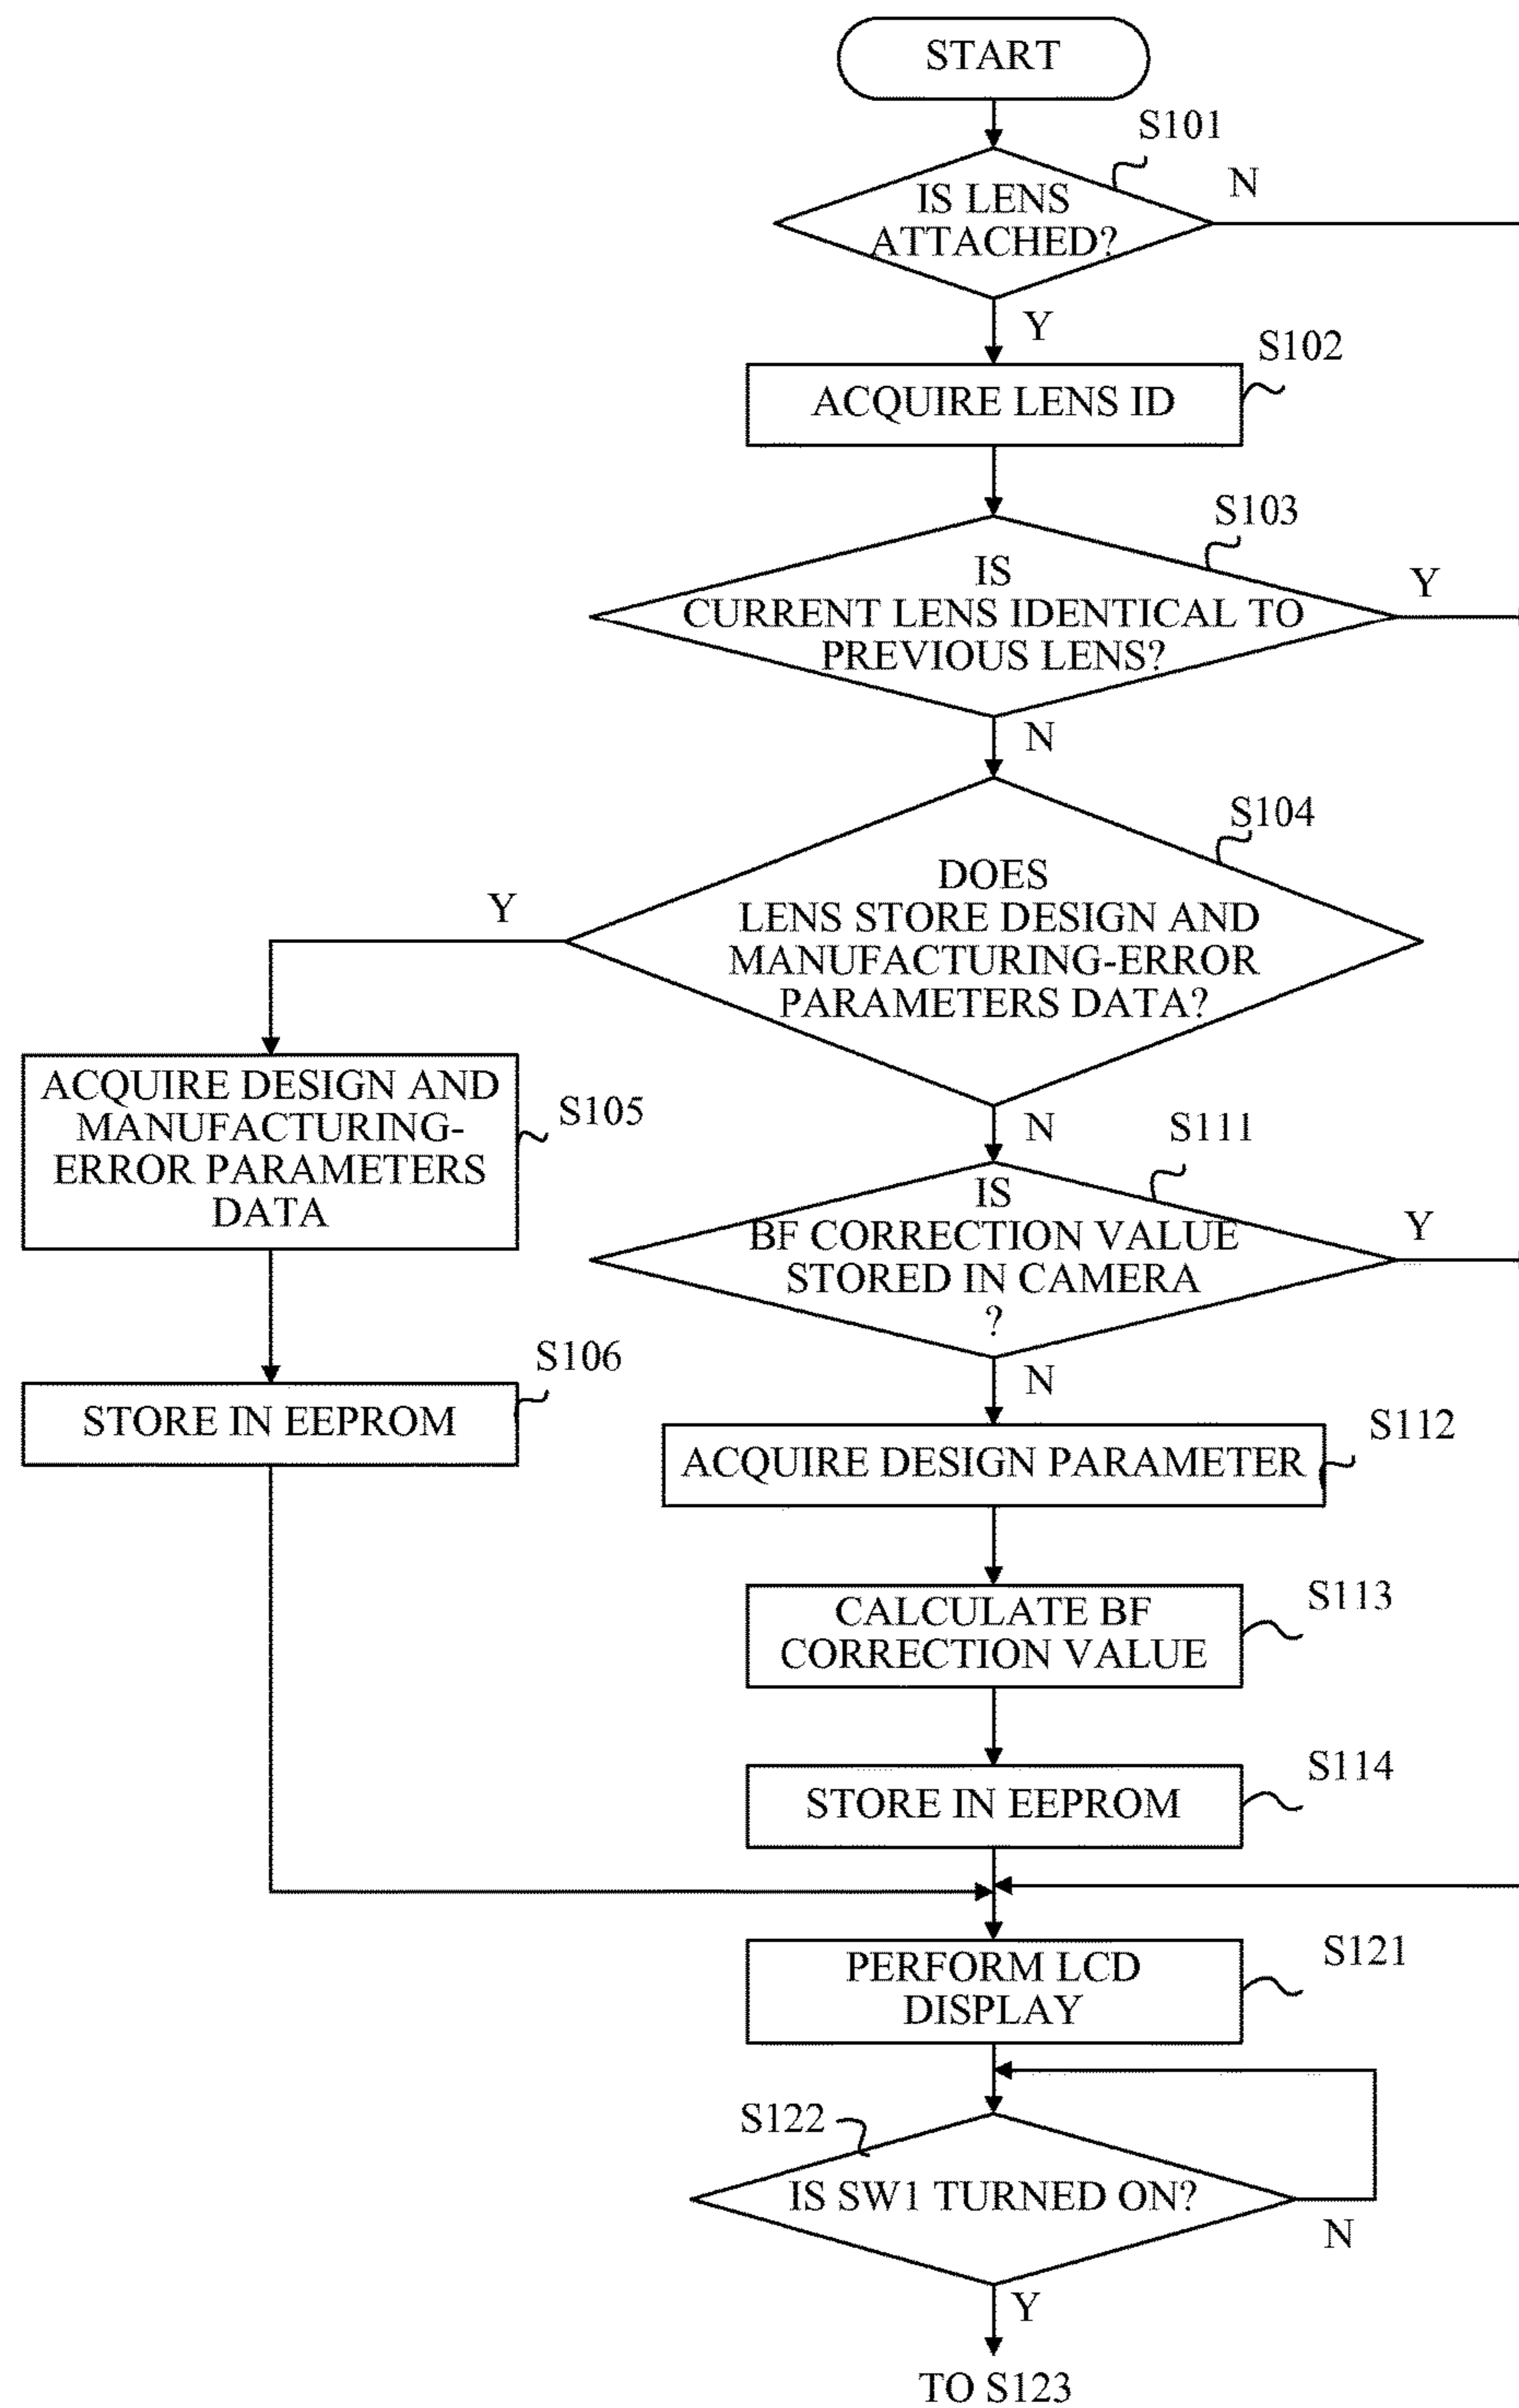 START
S101
IS LENS
ATTACHED?
N
Y
S102
ACQUIRE LENS ID
S103
IS
CURRENT LENS IDENTICAL TO
PREVIOUS LENS?
Y
N
S104
DOES
LENS STORE DESIGN AND
MANUFACTURING-ERROR
PARAMETERS DATA?
Y
N
ACQUIRE DESIGN AND
MANUFACTURING-
ERROR PARAMETERS
DATA
S105
S111
IS
BF CORRECTION VALUE
STORED IN CAMERA
?
Y
N
S106
STORE IN EEPROM
S112
ACQUIRE DESIGN PARAMETER
S113
CALCULATE BF
CORRECTION VALUE
S114
STORE IN EEPROM
S121
PERFORM LCD
DISPLAY
S122
IS SW1 TURNED ON?
N
Y
TO S123